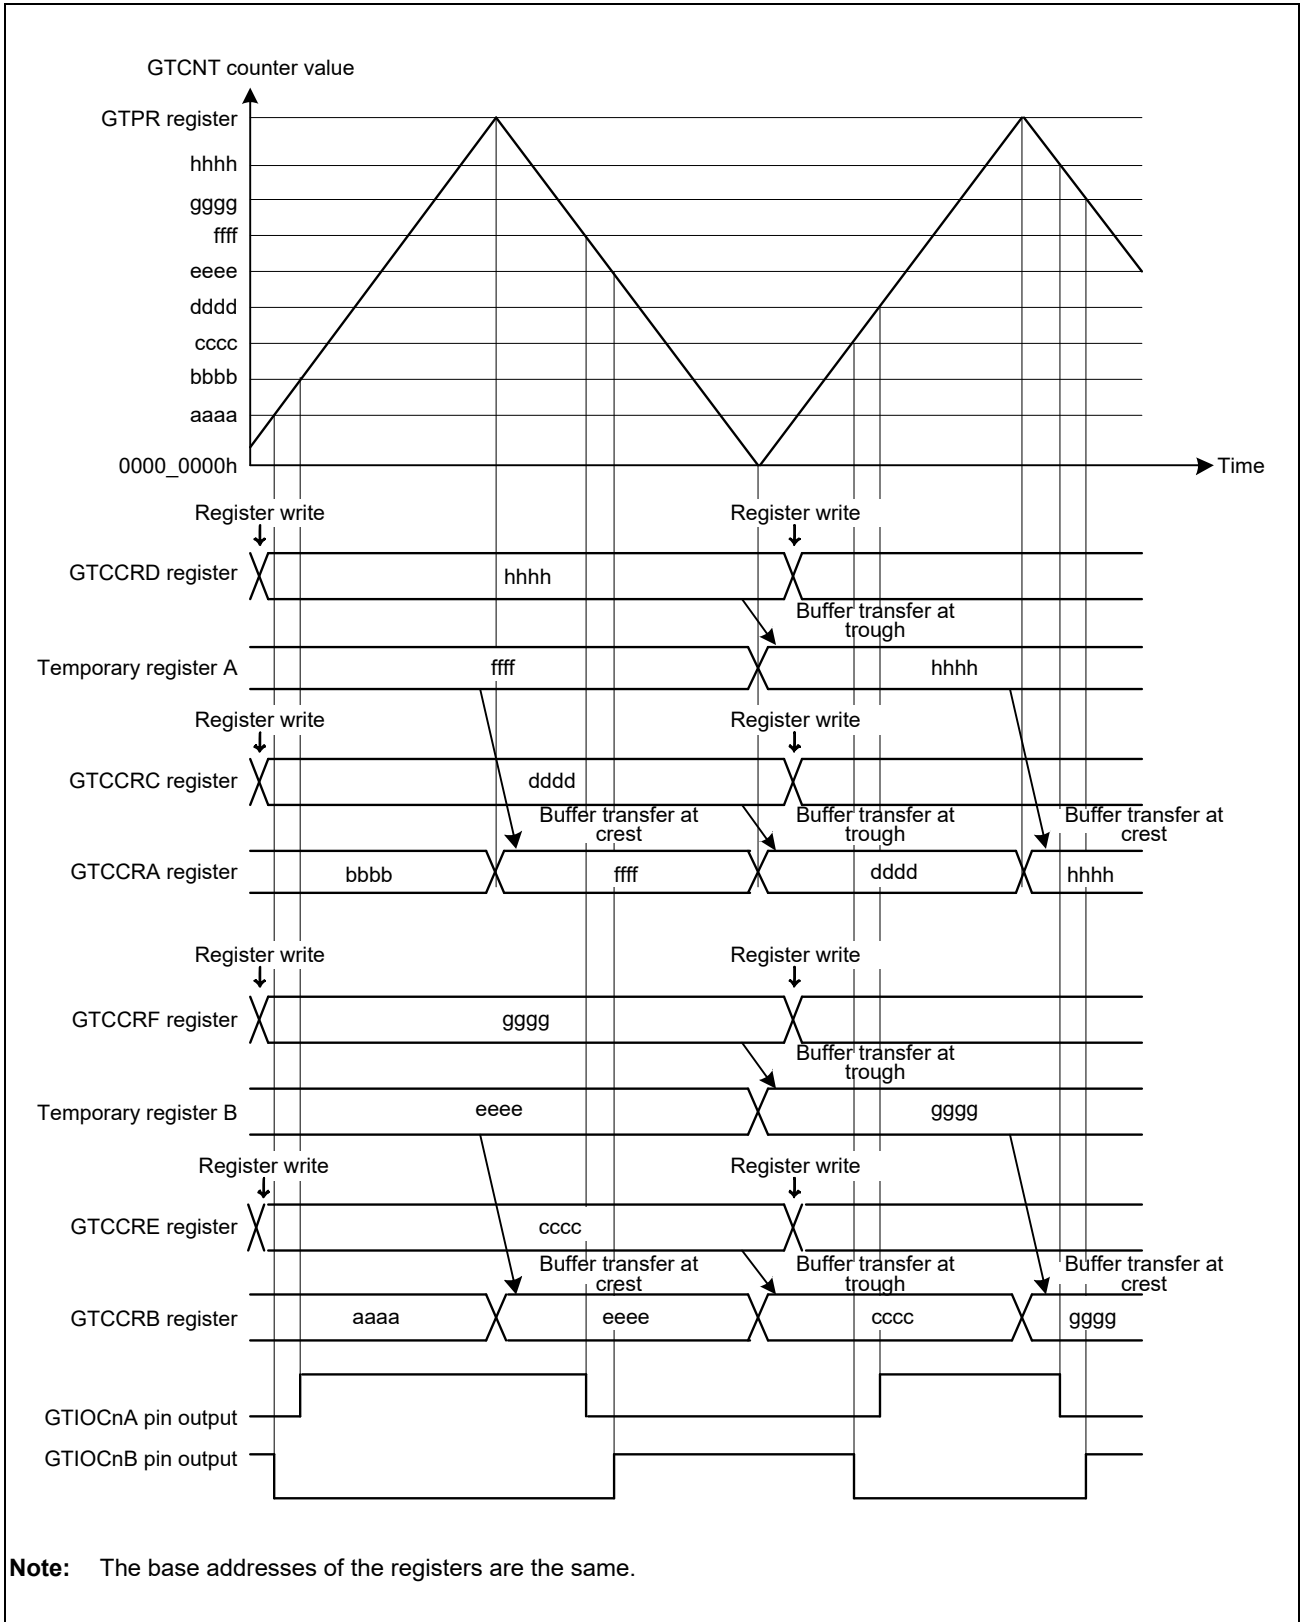 GTCNT counter value
GTPR register
hhhh
gggg
ffff
eeee
dddd
cccc
bbbb
aaaa
0000_0000h
Time
Register write
Register write
GTCCRD register
hhhh
Buffer transfer at
trough
Temporary register A
ffff
hhhh
Register write
Register write
GTCCRC register
dddd
Buffer transfer at
crest
Buffer transfer at
trough
Buffer transfer at
crest
GTCCRA register
bbbb
ffff
dddd
hhhh
Register write
Register write
GTCCRF register
gggg
Buffer transfer at
trough
Temporary register B
eeee
gggg
Register write
Register write
GTCCRE register
cccc
Buffer transfer at
crest
Buffer transfer at
trough
Buffer transfer at
crest
GTCCRB register
aaaa
eeee
cccc
gggg
GTIOCnA pin output
GTIOCnB pin output
Note: The base addresses of the registers are the same.